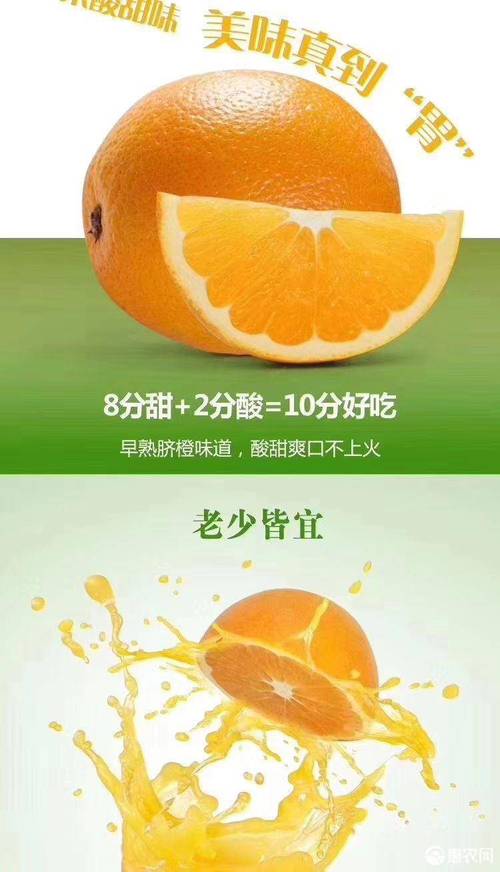 酸甜味 美味真到“胃”
8分甜+2分酸=10分好吃
早熟脐橙味道，酸甜爽口不上火
老少皆宜
惠农网